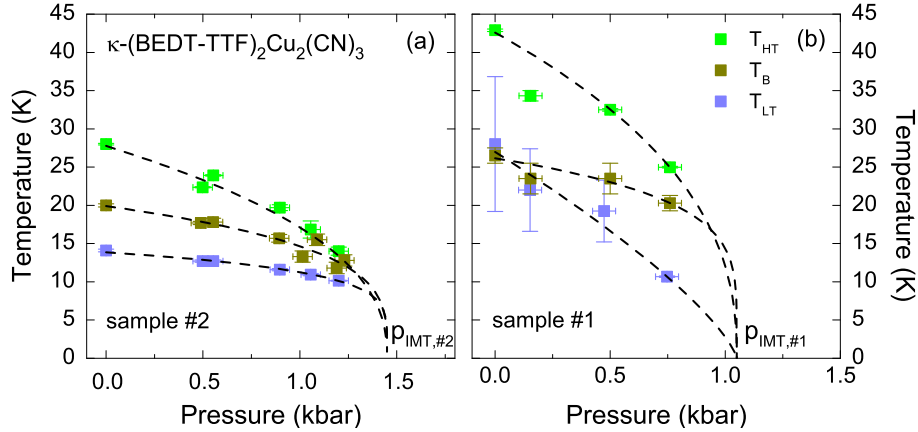 κ-(BEDT-TTF)₂Cu₂(CN)₃ (a)
Temperature (K)
45
40
35
30
25
20
15
10
5
0
sample #2
p_IMT,#2
0.0 0.5 1.0 1.5
Pressure (kbar)
(b)
T_HT
T_B
T_LT
sample #1
p_IMT,#1
0.0 0.5 1.0 1.5
Pressure (kbar)
45
40
35
30
25
20
15
10
5
0
Temperature (K)